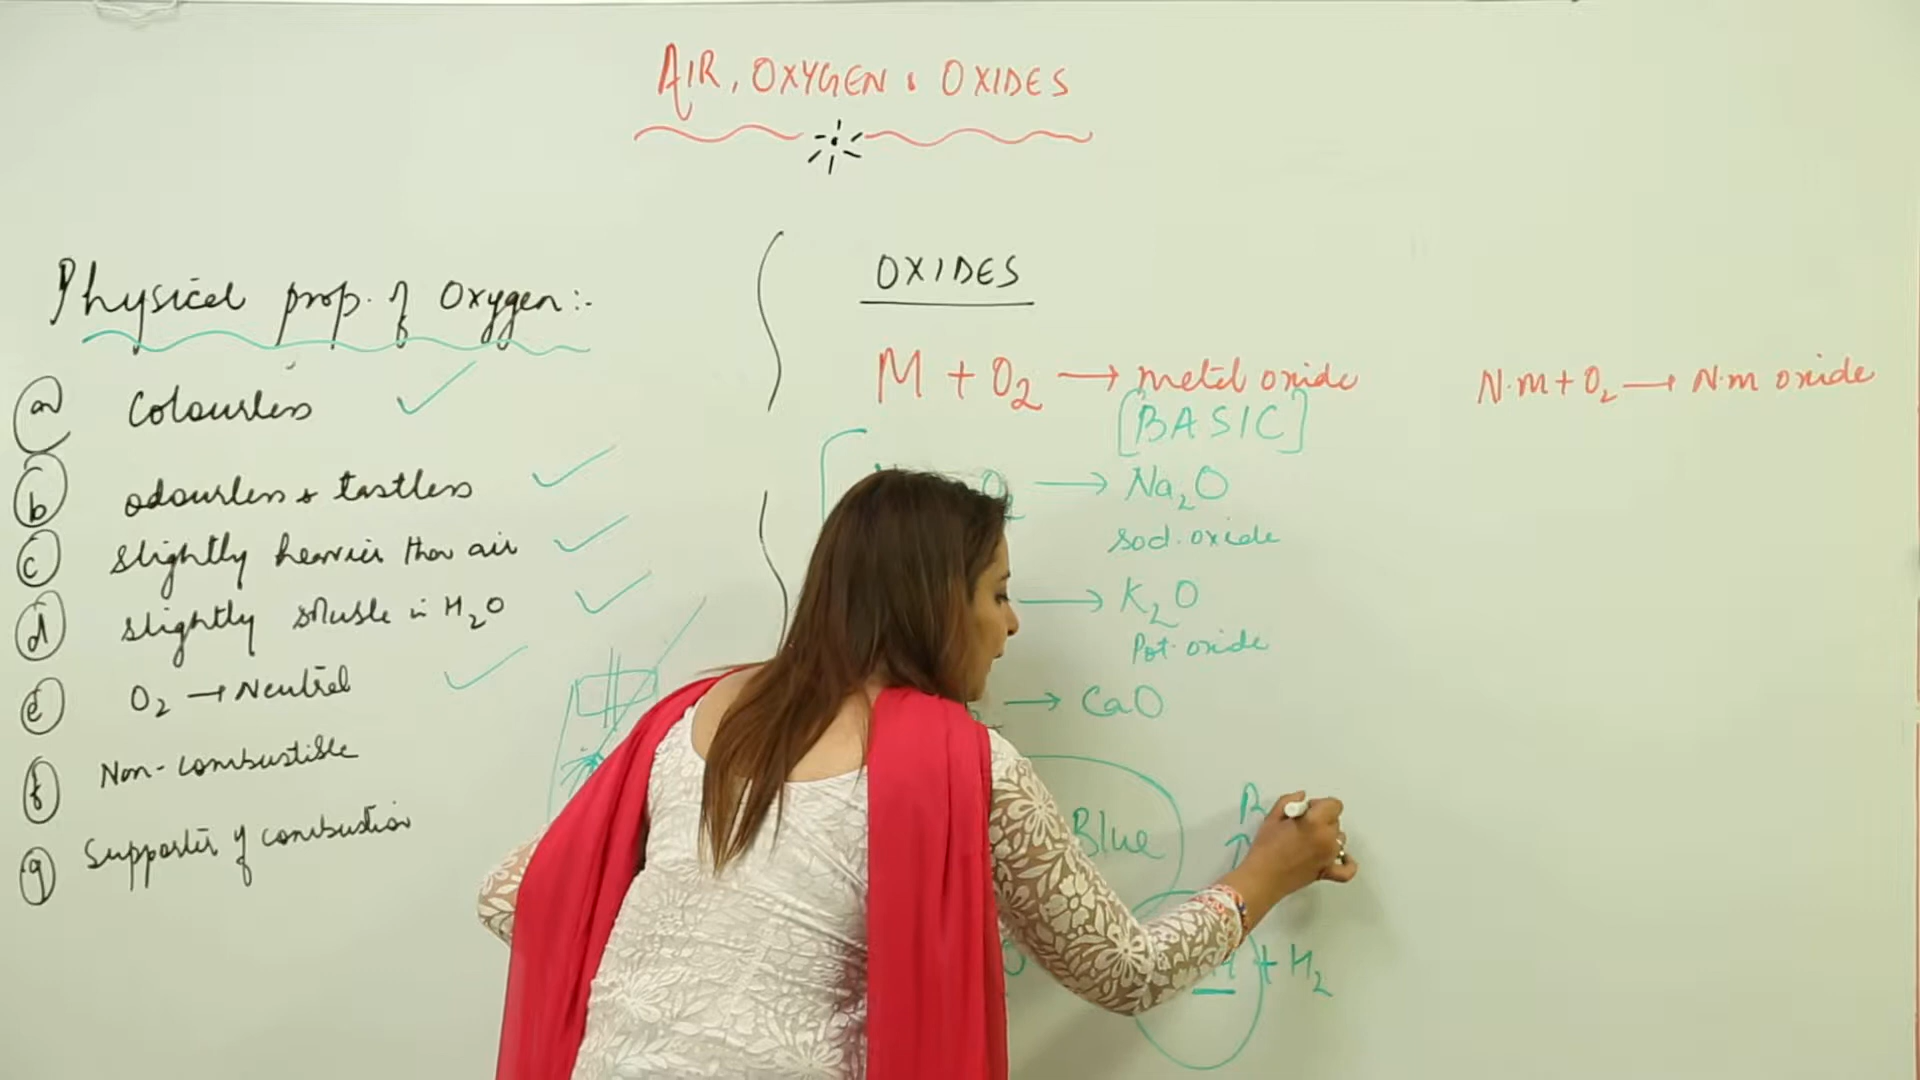 AIR, OXYGEN & OXIDES
Physical prop. of Oxygen:-
a Colourless
b odourless & tastless
c slightly heavier than air
d slightly soluble in H2O
e O2 → Neutral
f Non-combustible
g Supporter of combustion
OXIDES
M + O2 → metal oxide
[BASIC]
O2 → Na2O
sod. oxide
→ K2O
Pot. oxide
→ CaO
Blue
B
+ H2
N.m + O2 → N.m oxide